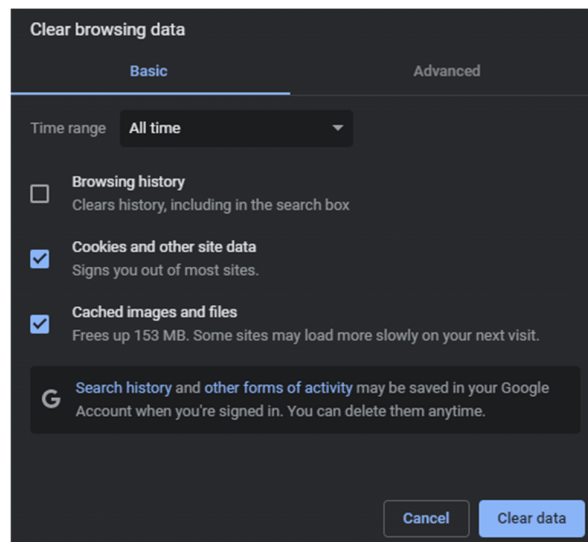 Clear browsing data
Basic
Advanced
Time range
All time
Browsing history
Clears history, including in the search box
Cookies and other site data
Signs you out of most sites.
Cached images and files
Frees up 153 MB. Some sites may load more slowly on your next visit.
G
Search history and other forms of activity may be saved in your Google
Account when you're signed in. You can delete them anytime.
Cancel
Clear data